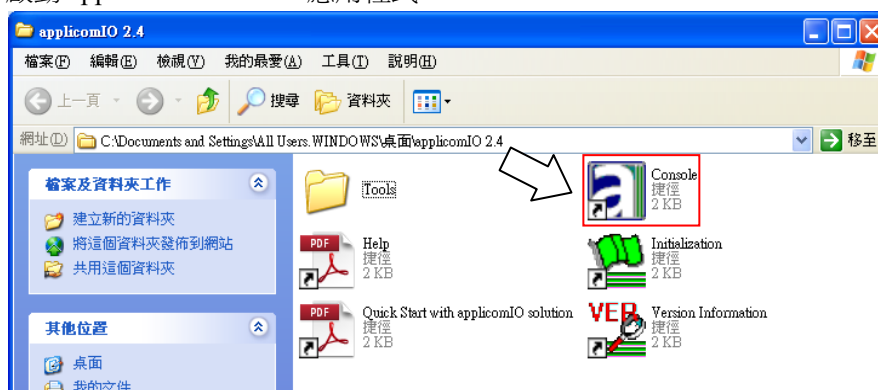 applicomIO 2.4
檔案(F) 編輯(E) 檢視(V) 我的最愛(A) 工具(T) 說明(H)
上一頁 搜尋 資料夾
網址(D) C:\Documents and Settings\All Users.WINDOWS\桌面\applicomIO 2.4 移至
檔案及資料夾工作
建立新的資料夾
將這個資料夾發佈到網站
共用這個資料夾
其他位置
桌面
我的文件
Tools
Console
捷徑
2 KB
Help
捷徑
2 KB
Initialization
捷徑
2 KB
Quick Start with applicomIO solution
捷徑
2 KB
Version Information
捷徑
2 KB